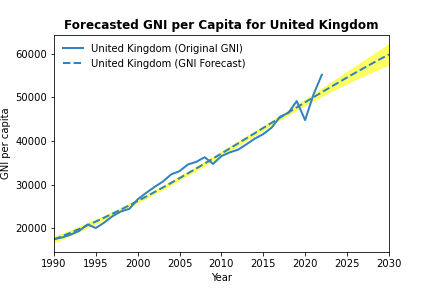 Forecasted GNI per Capita for United Kingdom
United Kingdom (Original GNI)
United Kingdom (GNI Forecast)
60000
50000
40000
30000
20000
GNI per capita
1990 1995 2000 2005 2010 2015 2020 2025 2030
Year